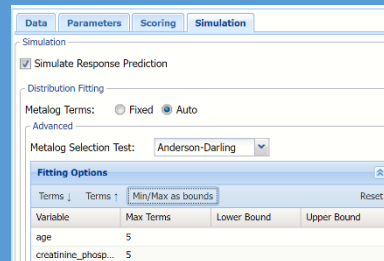 Data Parameters Scoring Simulation
Simulation
Simulate Response Prediction
Distribution Fitting
Metalog Terms: Fixed Auto
Advanced
Metalog Selection Test: Anderson-Darling
Fitting Options
Terms ↓ Terms ↑ Min/Max as bounds Reset
Variable Max Terms Lower Bound Upper Bound
age 5
creatinine_phosp... 5